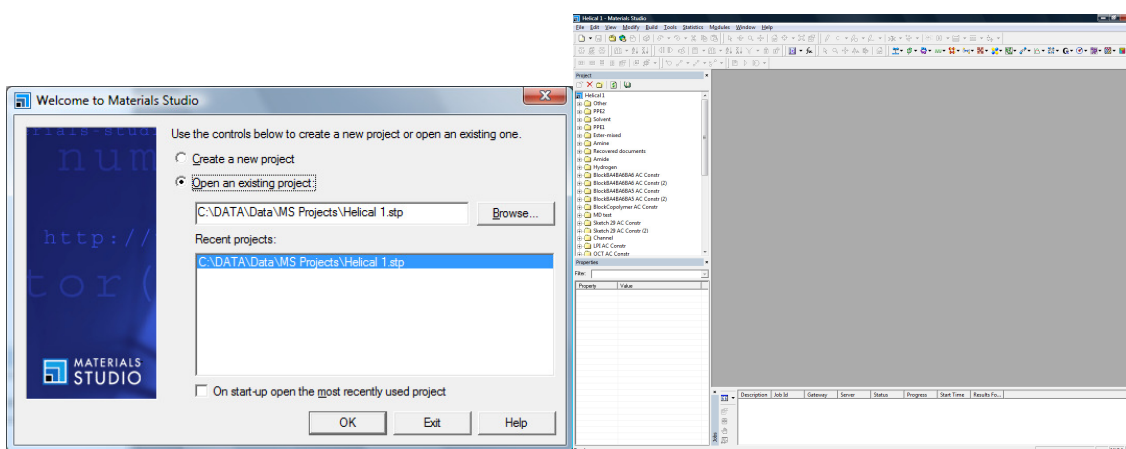 Welcome to Materials Studio
Use the controls below to create a new project or open an existing one.
Create a new project
Open an existing project:
C:\DATA\Data\MS Projects\Helical 1.stp
Browse...
Recent projects:
C:\DATA\Data\MS Projects\Helical 1.stp
num
http://
tor(
MATERIALS
STUDIO
On start-up open the most recently used project
OK Exit Help
Helical 1 - Materials Studio
File Edit View Modify Build Tools Statistics Modules Window Help
Project
Helical 1
Other
PPE2
Solvent
PPE1
Ester-mixed
Amine
Recovered documents
Amide
Hydrogen
BlockBA4BA6BA6 AC Constr
BlockBA4BA6BA6 AC Constr (2)
BlockBA4BA6BA5 AC Constr
BlockBA4BA6BA5 AC Constr (2)
BlockCopolymer AC Constr
MD test
Sketch 29 AC Constr
Sketch 29 AC Constr (2)
Channel
LPI AC Constr
OCT AC Constr
Properties
Filter:
Property Value
Description Job Id Gateway Server Status Progress Start Time Results Fo...
Jobs